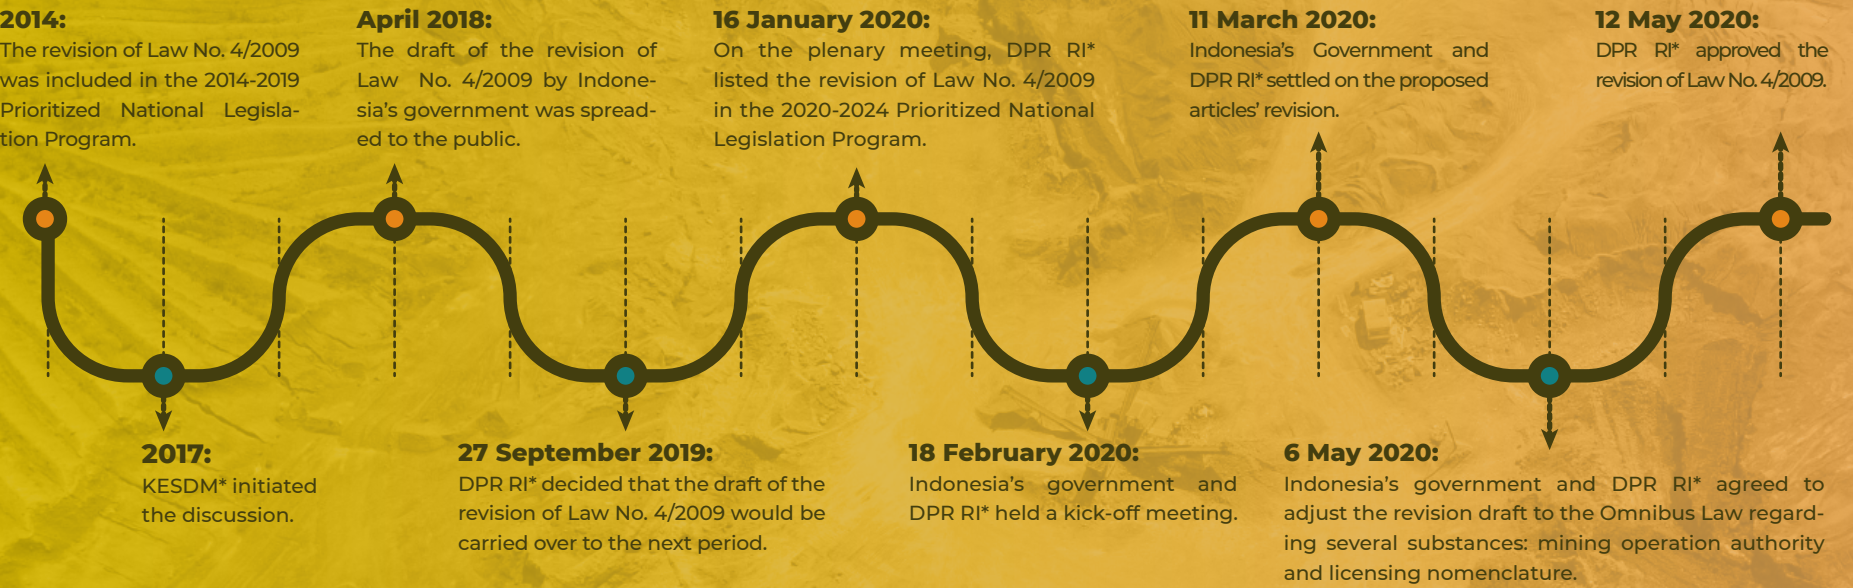 2014:
The revision of Law No. 4/2009
was included in the 2014-2019
Prioritized National Legisla-
tion Program.
April 2018:
The draft of the revision of
Law No. 4/2009 by Indone-
sia's government was spread-
ed to the public.
16 January 2020:
On the plenary meeting, DPR RI*
listed the revision of Law No. 4/2009
in the 2020-2024 Prioritized National
Legislation Program.
11 March 2020:
Indonesia's Government and
DPR RI* settled on the proposed
articles' revision.
12 May 2020:
DPR RI* approved the
revision of Law No. 4/2009.
2017:
KESDM* initiated
the discussion.
27 September 2019:
DPR RI* decided that the draft of the
revision of Law No. 4/2009 would be
carried over to the next period.
18 February 2020:
Indonesia's government and
DPR RI* held a kick-off meeting.
6 May 2020:
Indonesia's government and DPR RI* agreed to
adjust the revision draft to the Omnibus Law regard-
ing several substances: mining operation authority
and licensing nomenclature.